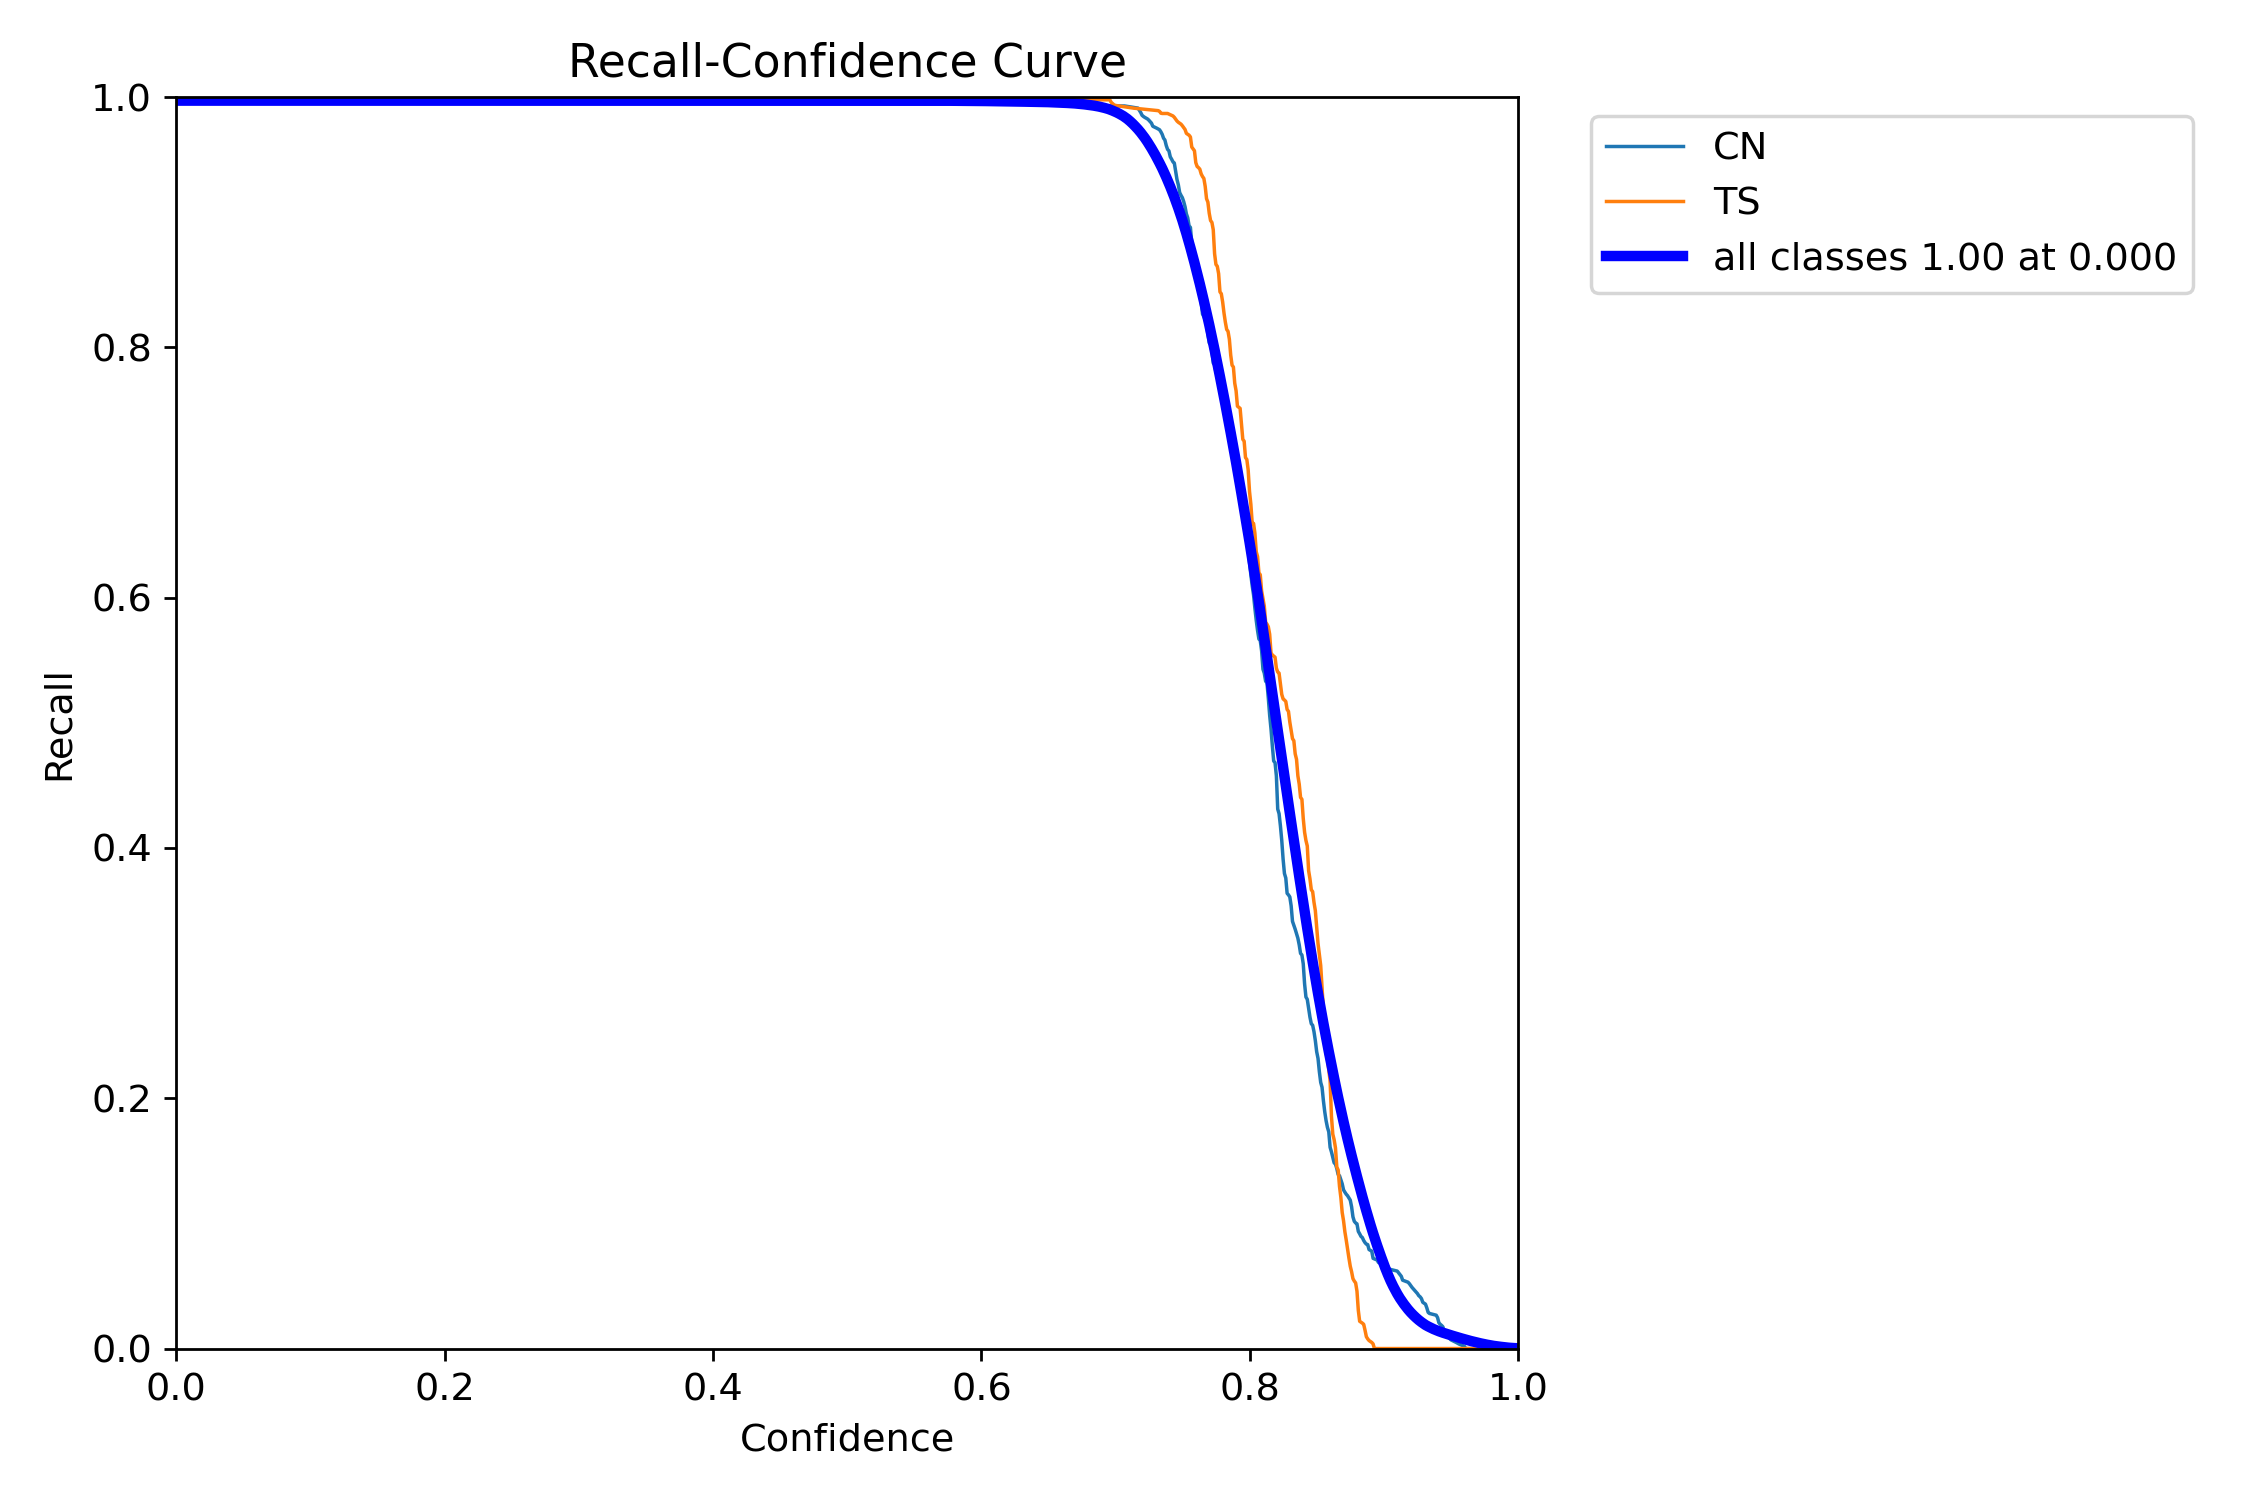 Recall-Confidence Curve
1.0
0.8
0.6
0.4
0.2
0.0
Recall
0.0 0.2 0.4 0.6 0.8 1.0
Confidence
CN
TS
all classes 1.00 at 0.000